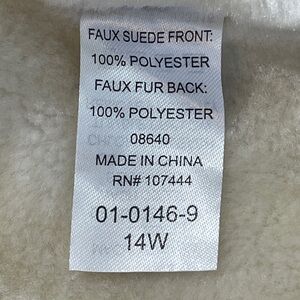 FAUX SUEDE FRONT:
100% POLYESTER
FAUX FUR BACK:
100% POLYESTER
08640
MADE IN CHINA
RN# 107444
01-0146-9
14W